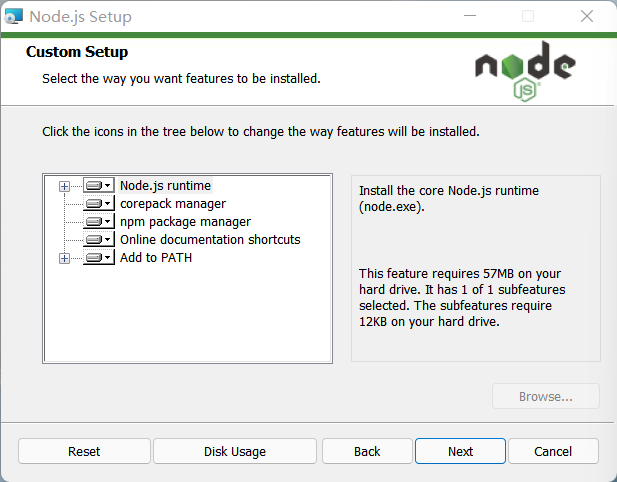 Node.js Setup
Custom Setup
Select the way you want features to be installed.
node
JS
Click the icons in the tree below to change the way features will be installed.
Node.js runtime
corepack manager
npm package manager
Online documentation shortcuts
Add to PATH
Install the core Node.js runtime
(node.exe).
This feature requires 57MB on your
hard drive. It has 1 of 1 subfeatures
selected. The subfeatures require
12KB on your hard drive.
Browse...
Reset
Disk Usage
Back
Next
Cancel